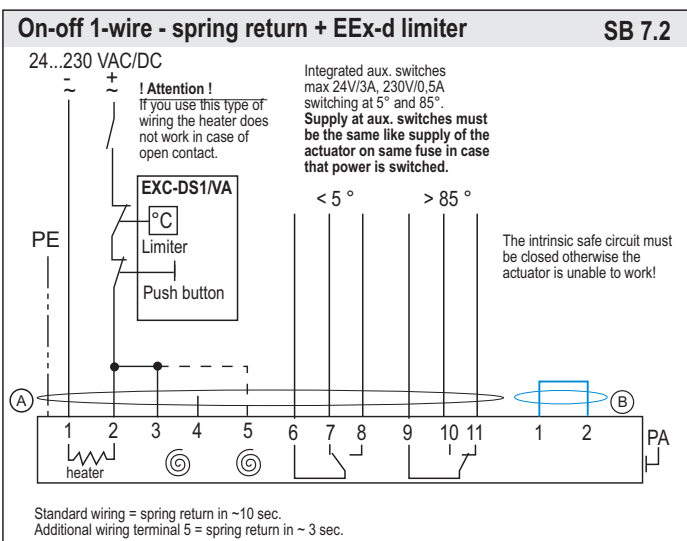 On-off 1-wire - spring return + EEx-d limiter
SB 7.2
24...230 VAC/DC
- +
~ ~
! Attention !
If you use this type of
wiring the heater does
not work in case of
open contact.
Integrated aux. switches
max 24V/3A, 230V/0,5A
switching at 5° and 85°.
Supply at aux. switches must
be the same like supply of the
actuator on same fuse in case
that power is switched.
EXC-DS1/VA
°C
Limiter
Push button
< 5 °
> 85 °
PE
The intrinsic safe circuit must
be closed otherwise the
actuator is unable to work!
A
B
1 2 3 4 5 6 7 8 9 10 11
1 2
PA
heater
Standard wiring = spring return in ~10 sec.
Additional wiring terminal 5 = spring return in ~ 3 sec.